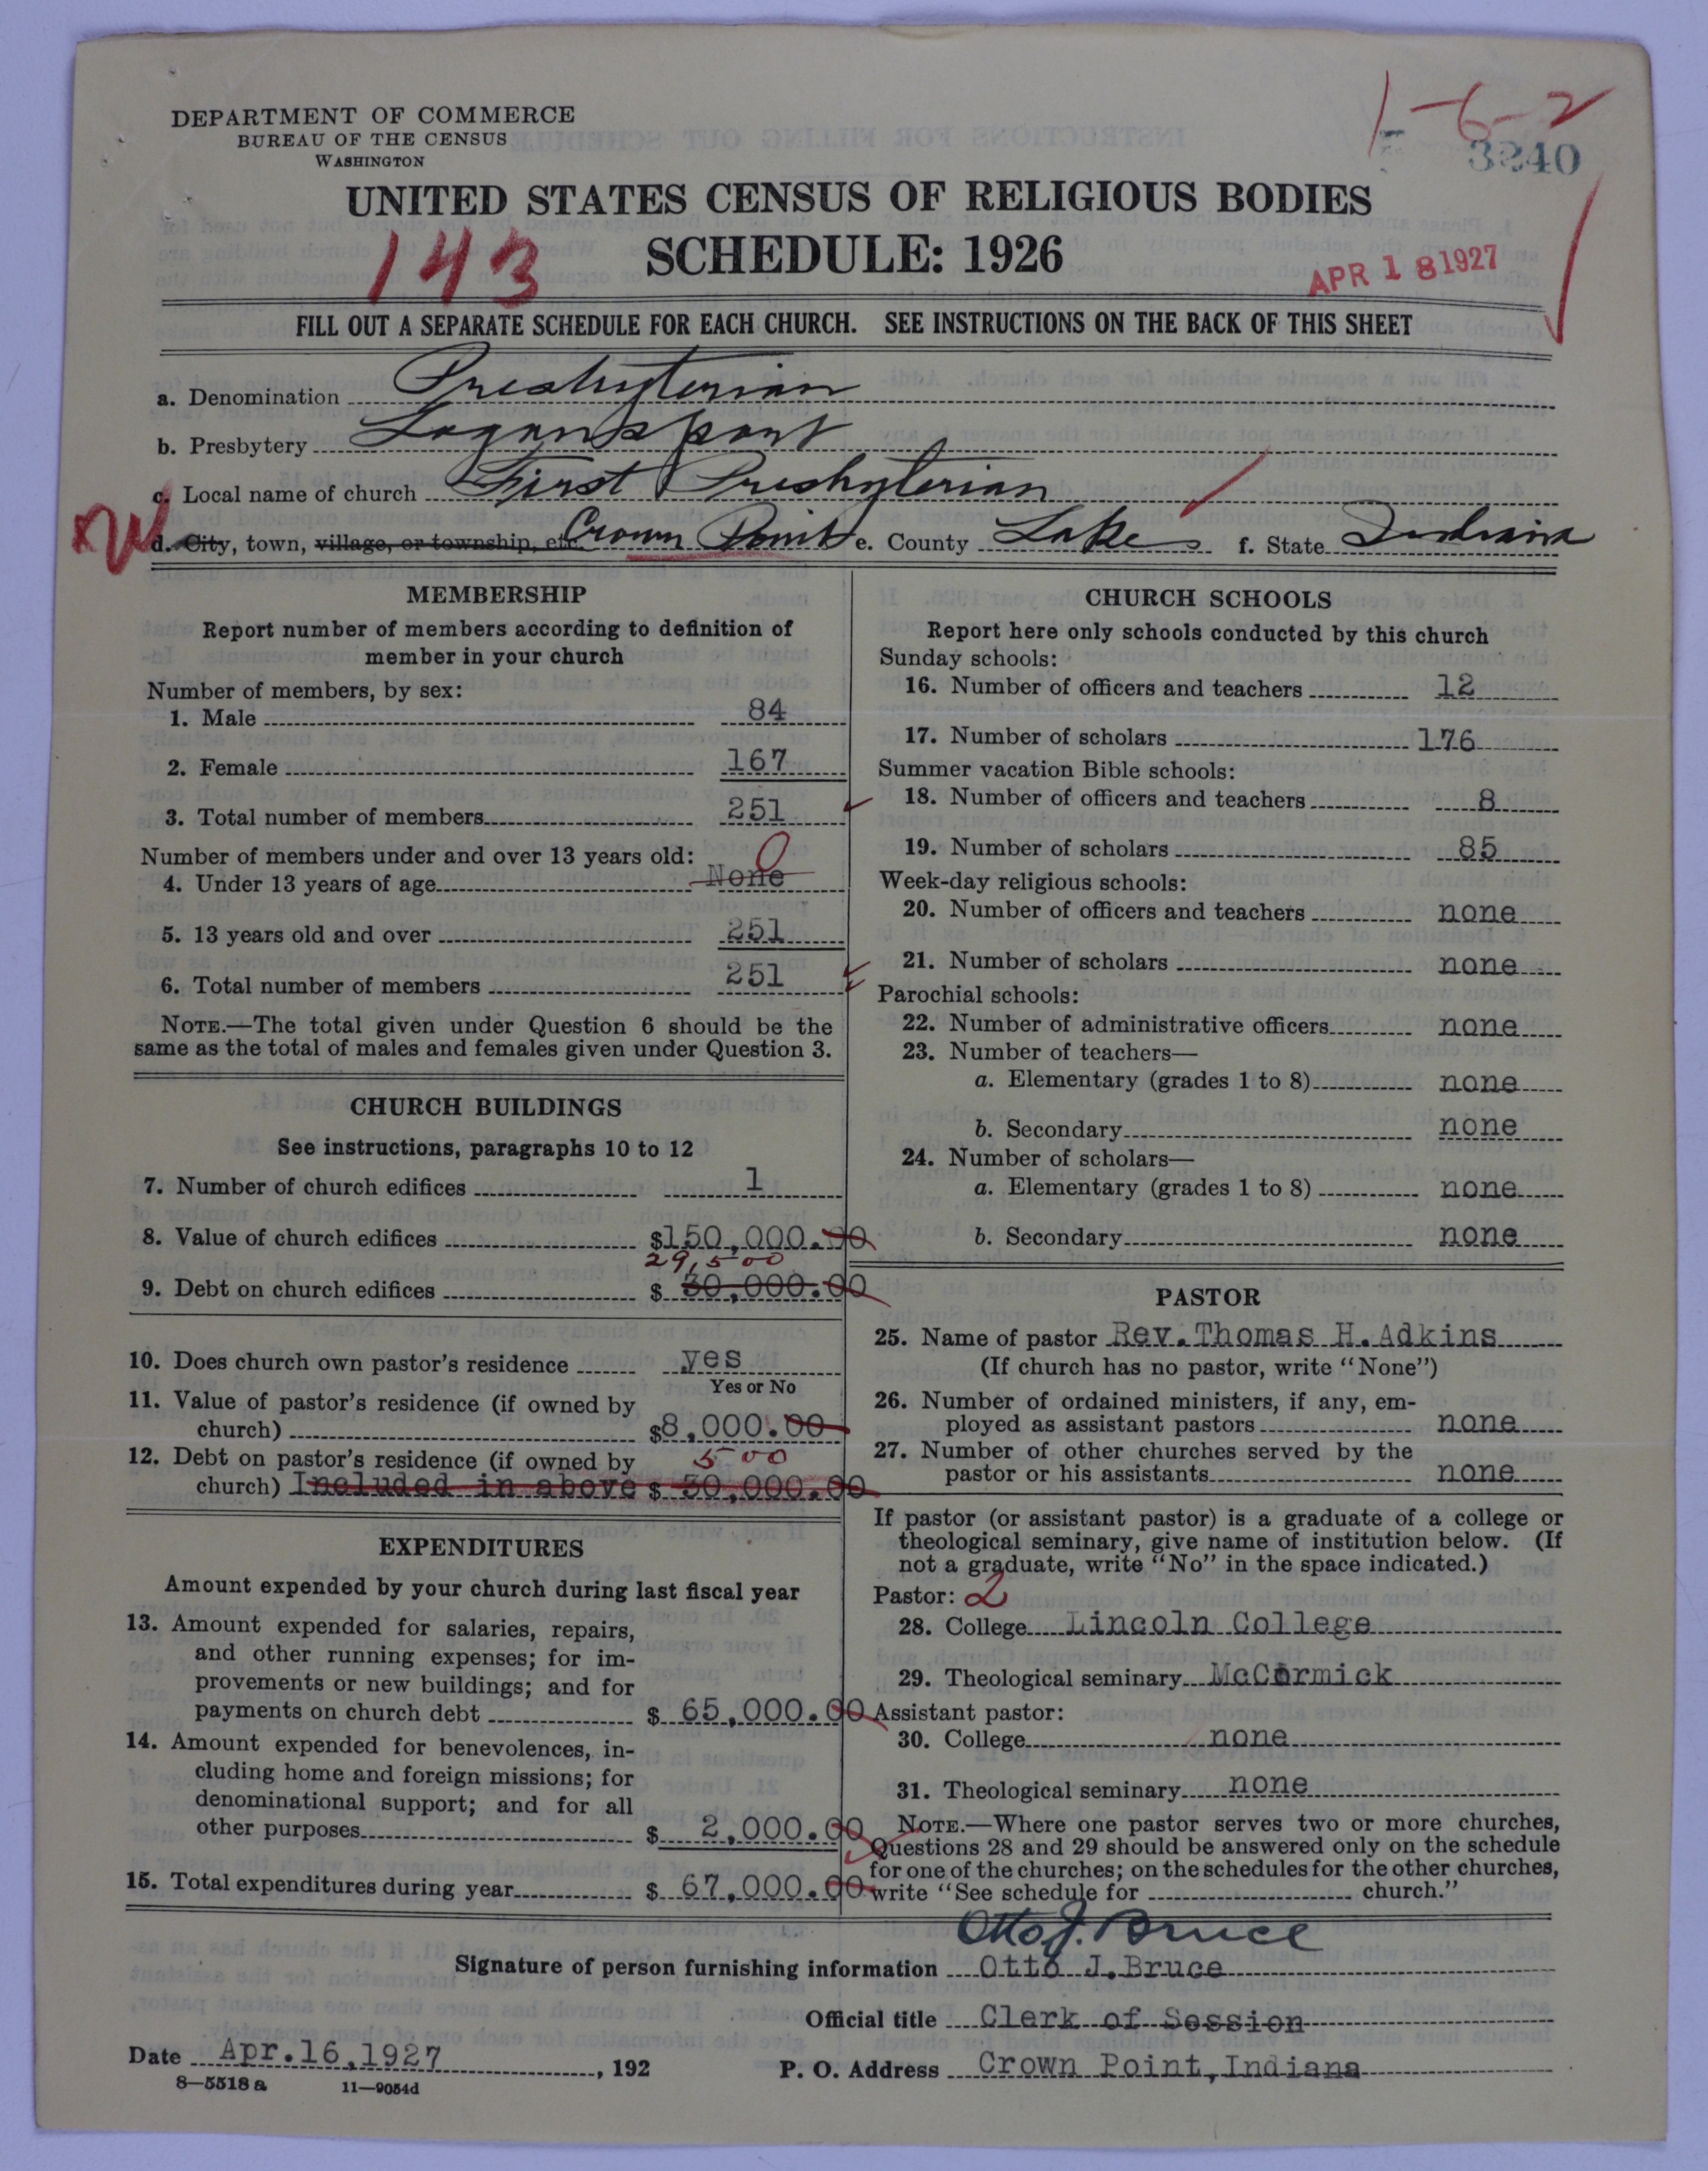 DEPARTMENT OF COMMERCE
BUREAU OF THE CENSUS
WASHINGTON
1-6-2
3240
UNITED STATES CENSUS OF RELIGIOUS BODIES
SCHEDULE: 1926
143
APR 18 1927
FILL OUT A SEPARATE SCHEDULE FOR EACH CHURCH. SEE INSTRUCTIONS ON THE BACK OF THIS SHEET
a. Denomination Presbyterian
b. Presbytery Logansport
c. Local name of church First Presbyterian
d. City, town, village, or township, etc. Crown Point e. County Lake f. State Indiana
MEMBERSHIP
Report number of members according to definition of
member in your church
Number of members, by sex:
1. Male 84
2. Female 167
3. Total number of members 251
Number of members under and over 13 years old: 0
4. Under 13 years of age None
5. 13 years old and over 251
6. Total number of members 251
NOTE.—The total given under Question 6 should be the
same as the total of males and females given under Question 3.
CHURCH BUILDINGS
See instructions, paragraphs 10 to 12
7. Number of church edifices 1
8. Value of church edifices $150,000.00
29,500
9. Debt on church edifices $ 30,000.00
10. Does church own pastor's residence yes
Yes or No
11. Value of pastor's residence (if owned by
church) $8,000.00
12. Debt on pastor's residence (if owned by 500
church) Included in above $ 30,000.00
EXPENDITURES
Amount expended by your church during last fiscal year
13. Amount expended for salaries, repairs,
and other running expenses; for im-
provements or new buildings; and for
payments on church debt $ 65,000.00
14. Amount expended for benevolences, in-
cluding home and foreign missions; for
denominational support; and for all
other purposes $ 2,000.00
15. Total expenditures during year $ 67,000.00
CHURCH SCHOOLS
Report here only schools conducted by this church
Sunday schools:
16. Number of officers and teachers 12
17. Number of scholars 176
Summer vacation Bible schools:
18. Number of officers and teachers 8
19. Number of scholars 85
Week-day religious schools:
20. Number of officers and teachers none
21. Number of scholars none
Parochial schools:
22. Number of administrative officers none
23. Number of teachers—
a. Elementary (grades 1 to 8) none
b. Secondary none
24. Number of scholars—
a. Elementary (grades 1 to 8) none
b. Secondary none
PASTOR
25. Name of pastor Rev. Thomas H. Adkins
(If church has no pastor, write "None")
26. Number of ordained ministers, if any, em-
ployed as assistant pastors none
27. Number of other churches served by the
pastor or his assistants none
If pastor (or assistant pastor) is a graduate of a college or
theological seminary, give name of institution below. (If
not a graduate, write "No" in the space indicated.)
Pastor: 2
28. College Lincoln College
29. Theological seminary McCormick
Assistant pastor:
30. College none
31. Theological seminary none
NOTE.—Where one pastor serves two or more churches,
Questions 28 and 29 should be answered only on the schedule
for one of the churches; on the schedules for the other churches,
write "See schedule for church."
Otto J. Bruce
Signature of person furnishing information Otto J. Bruce
Official title Clerk of Session
Date Apr. 16, 1927, 192 P. O. Address Crown Point, Indiana
8—5518 a 11—9054d